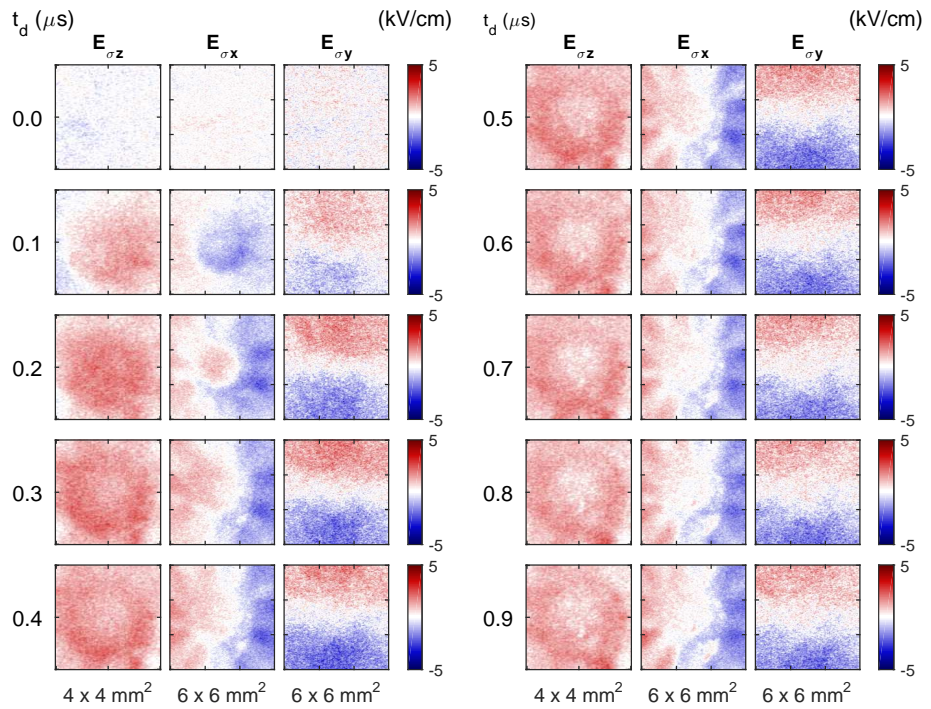 t_d (μs) (kV/cm)
E_σz E_σx E_σy
0.0 5 -5
0.1 5 -5
0.2 5 -5
0.3 5 -5
0.4 5 -5
4 x 4 mm² 6 x 6 mm² 6 x 6 mm²
t_d (μs) (kV/cm)
E_σz E_σx E_σy
0.5 5 -5
0.6 5 -5
0.7 5 -5
0.8 5 -5
0.9 5 -5
4 x 4 mm² 6 x 6 mm² 6 x 6 mm²